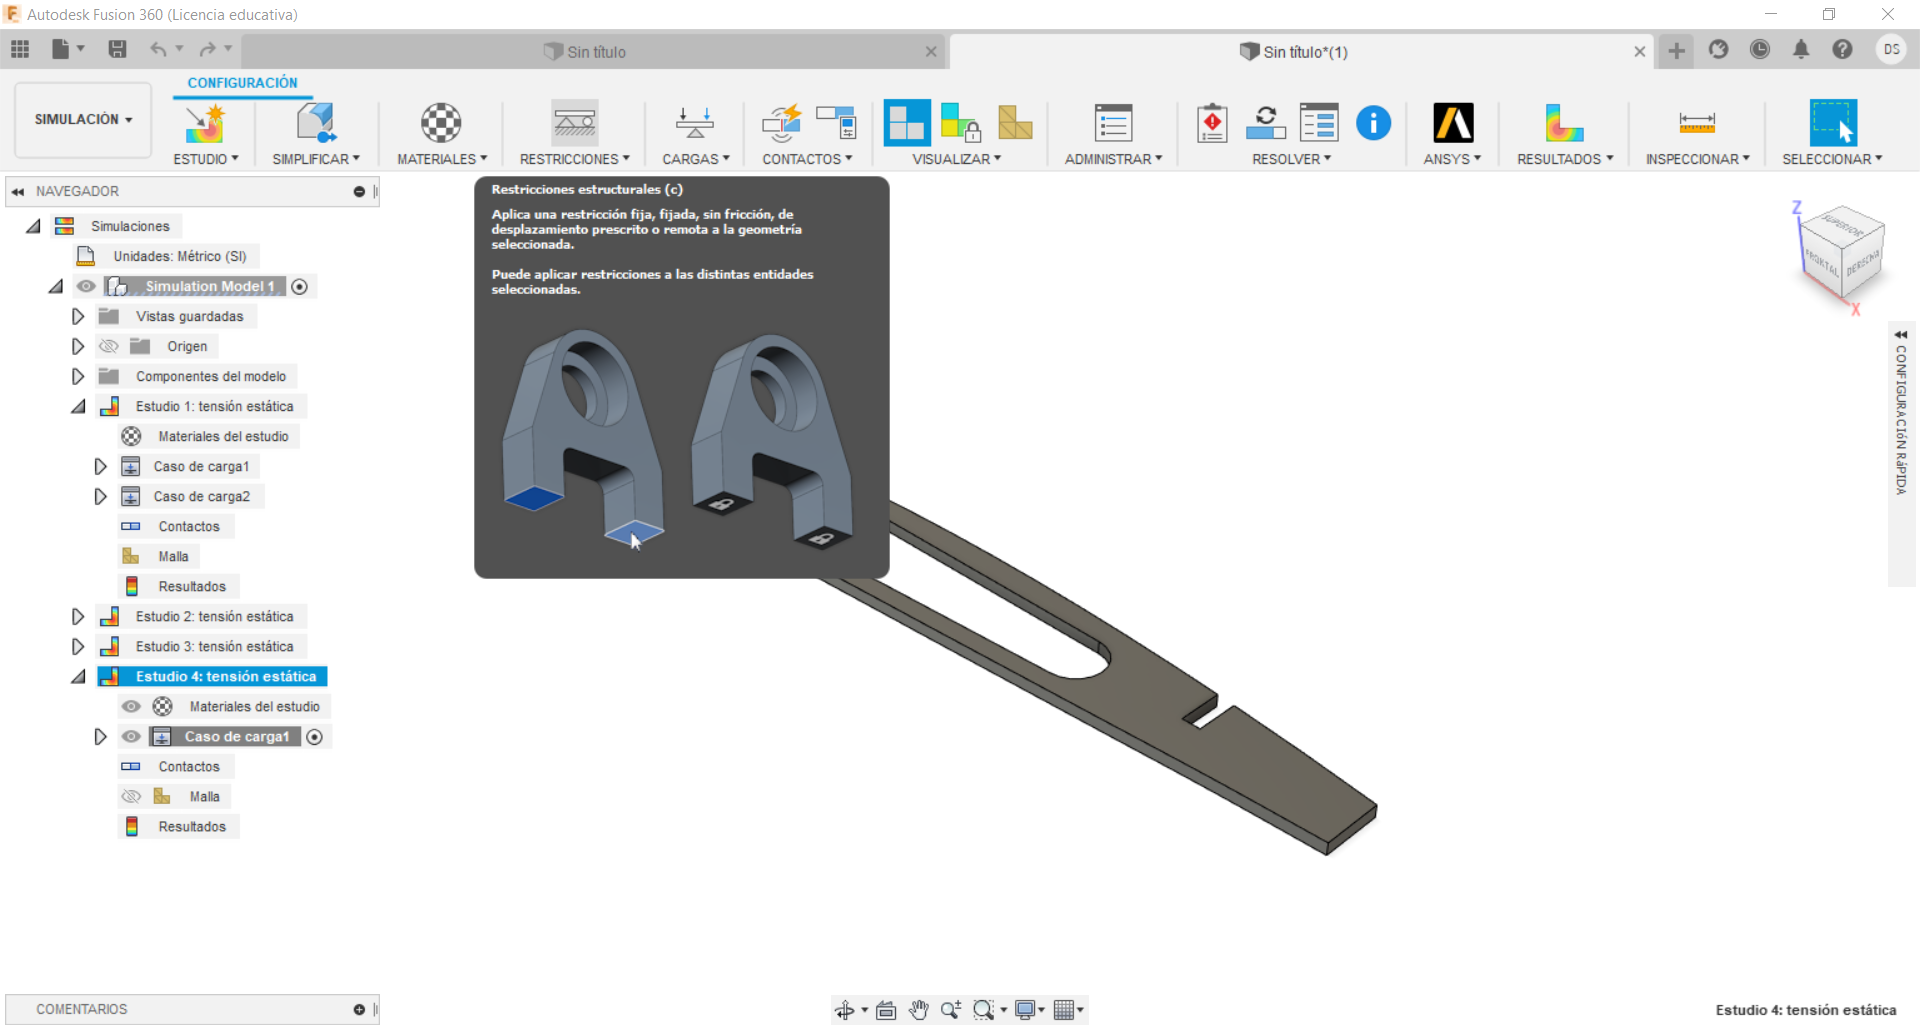 Autodesk Fusion 360 (Licencia educativa)
Sin título
Sin título*(1)
DS
CONFIGURACIÓN
SIMULACIÓN
ESTUDIO
SIMPLIFICAR
MATERIALES
RESTRICCIONES
CARGAS
CONTACTOS
VISUALIZAR
ADMINISTRAR
RESOLVER
ANSYS
RESULTADOS
INSPECCIONAR
SELECCIONAR
NAVEGADOR
Simulaciones
Unidades: Métrico (SI)
Simulation Model 1
Vistas guardadas
Origen
Componentes del modelo
Estudio 1: tensión estática
Materiales del estudio
Caso de carga1
Caso de carga2
Contactos
Malla
Resultados
Estudio 2: tensión estática
Estudio 3: tensión estática
Estudio 4: tensión estática
Materiales del estudio
Caso de carga1
Contactos
Malla
Resultados
Restricciones estructurales (c)
Aplica una restricción fija, fijada, sin fricción, de
desplazamiento prescrito o remota a la geometría
seleccionada.
Puede aplicar restricciones a las distintas entidades
seleccionadas.
Z
SUPERIOR
FRONTAL
DERECHA
X
CONFIGURACIóN RáPIDA
COMENTARIOS
Estudio 4: tensión estática